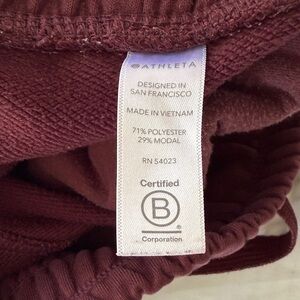 ATHLETA
DESIGNED IN
SAN FRANCISCO
MADE IN VIETNAM
71% POLYESTER
29% MODAL
RN 54023
Certified
B
®
Corporation